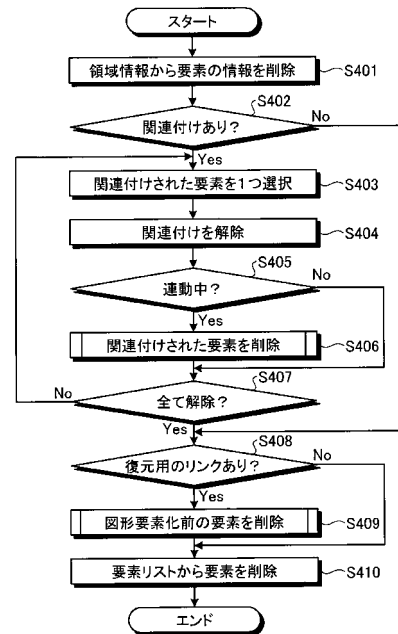 スタート
領域情報から要素の情報を削除
S401
関連付けあり?
S402
No
Yes
関連付けされた要素を1つ選択
S403
関連付けを解除
S404
連動中?
S405
No
Yes
関連付けされた要素を削除
S406
全て解除?
S407
No
Yes
復元用のリンクあり?
S408
No
Yes
図形要素化前の要素を削除
S409
要素リストから要素を削除
S410
エンド